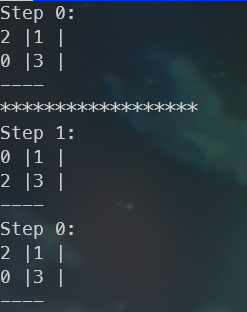 Step 0:
2 |1 |
0 |3 |
----
******************
Step 1:
0 |1 |
2 |3 |
----
Step 0:
2 |1 |
0 |3 |
----